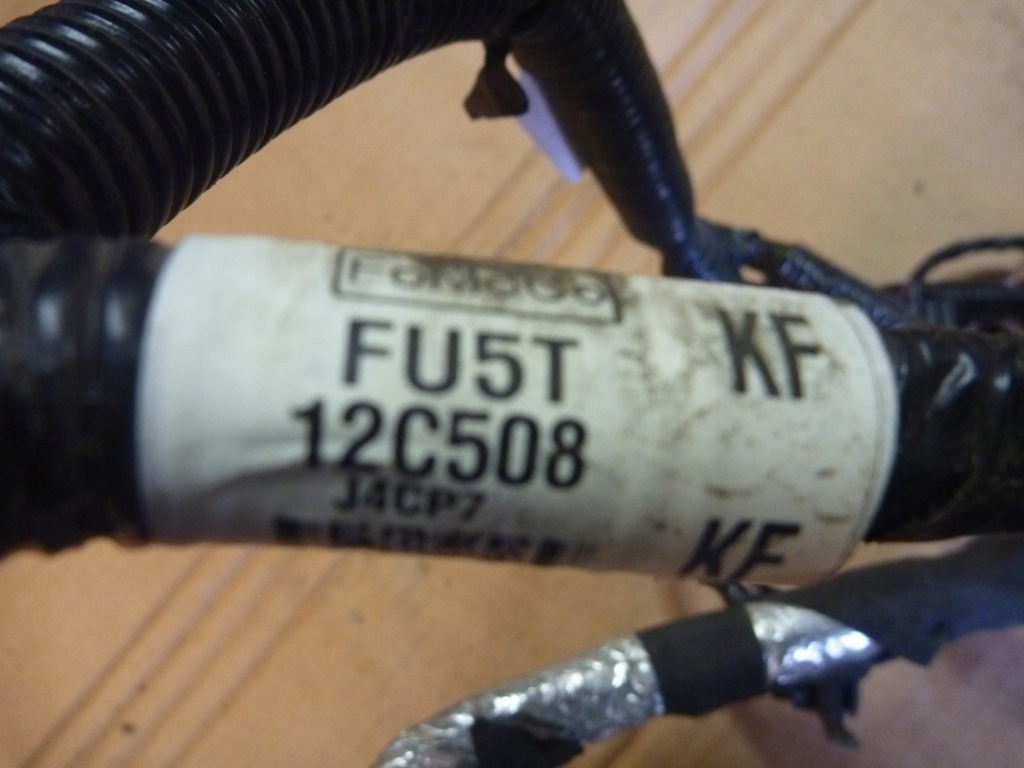 FoMoCo
FU5T
KF
12C508
J4CP7
KF